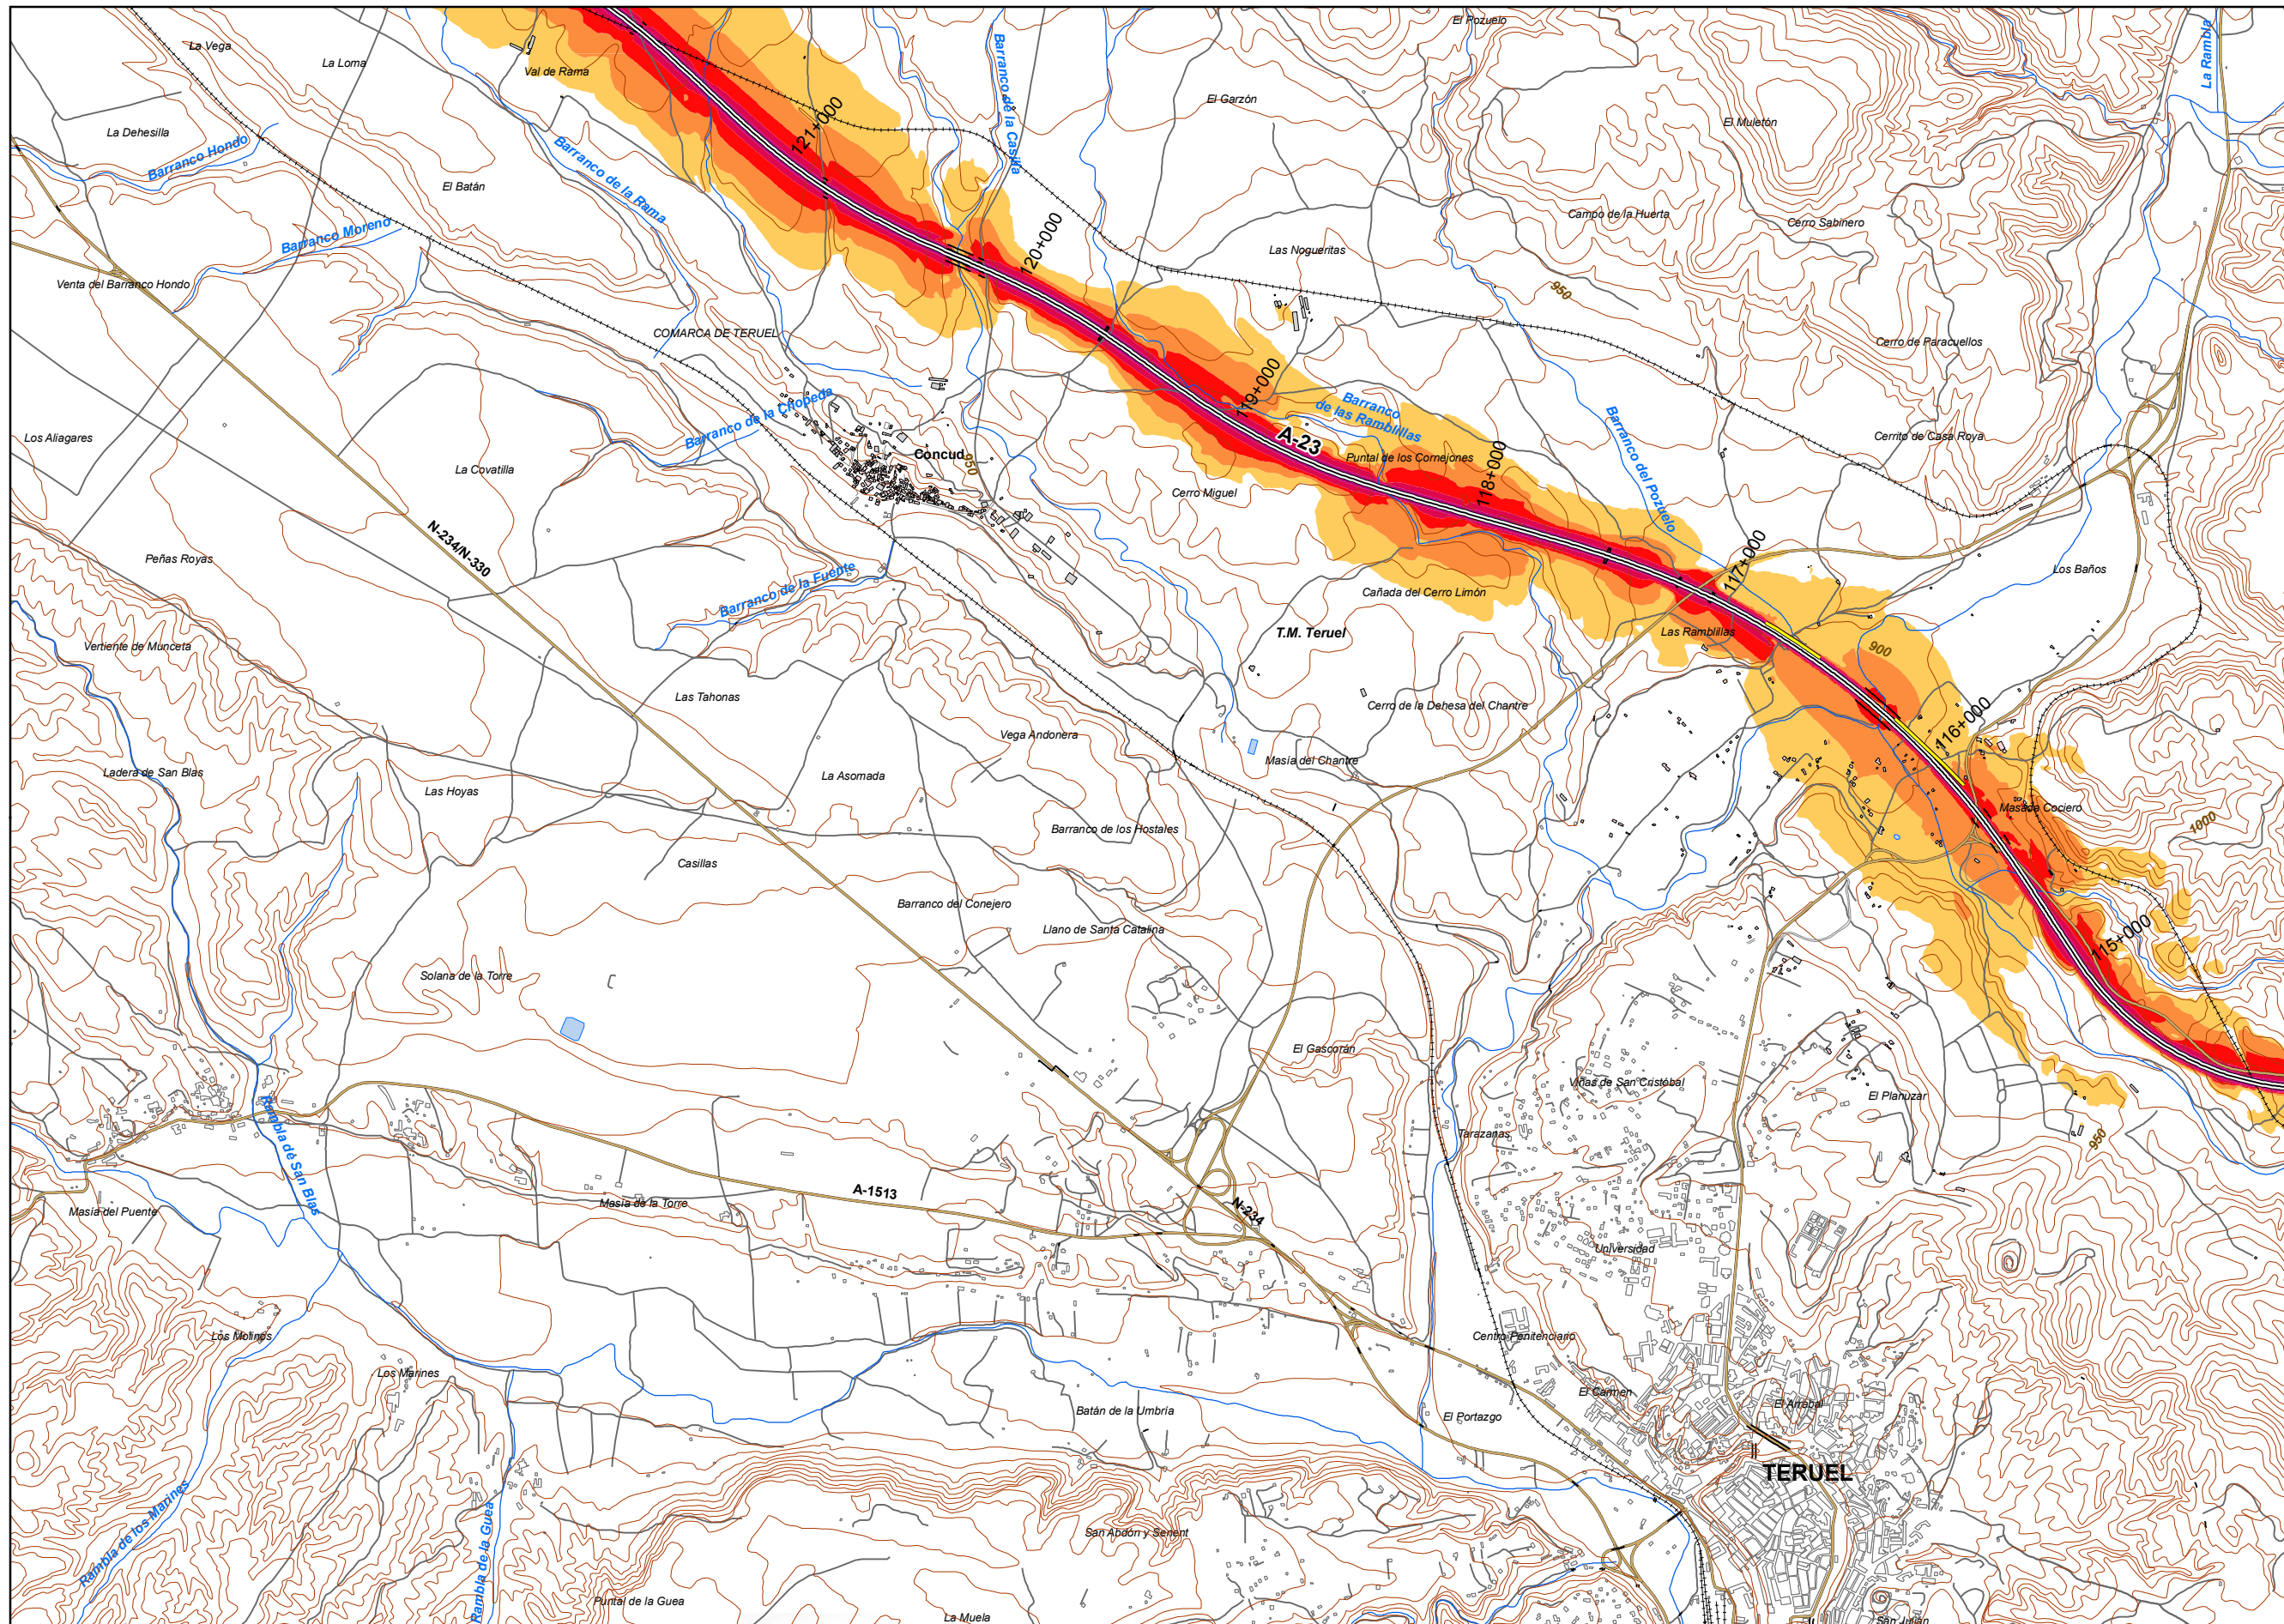 El Pozuelo
La Rambla
La Vega
La Loma
Val de Rama
Barranco de la Casilla
El Garzón
El Muletón
121+000
La Dehesilla
Barranco Hondo
Barranco de la Rama
El Batán
Barranco Moreno
Campo de la Huerta
Cerro Sabinero
120+000
Las Nogueritas
Venta del Barranco Hondo
950
COMARCA DE TERUEL
Cerro de Paracuellos
119+000
Barranco
de las Ramblillas
Barranco de la Chopeda
Barranco del Pozuelo
Los Aliagares
A-23
Cerrito de Casa Roya
Concud
950
Puntal de los Cornejones
La Covatilla
118+000
Cerro Miguel
N-234/N-330
Peñas Royas
117+000
Los Baños
Barranco de la Fuente
Cañada del Cerro Limón
T.M. Teruel
Las Ramblillas
Vertiente de Munceta
900
Las Tahonas
Cerro de la Dehesa del Chantre
116+000
Vega Andonera
Masía del Chantre
Ladera de San Blas
La Asomada
Las Hoyas
Masada Cociero
1000
Barranco de los Hostales
Casillas
Barranco del Conejero
Llano de Santa Catalina
115+000
Solana de la Torre
El Gascorán
Viñas de San Cristóbal
El Planuzar
Tarazanas
950
Rambla de San Blas
A-1513
Masía de la Torre
Masía del Puente
N-234
Universidad
Los Molinos
Centro Penitenciario
Los Marines
El Carmen
El Arrabal
Batán de la Umbría
El Portazgo
TERUEL
Rambla de los Marines
Rambla de la Guea
San Abdón y Senent
Puntal de la Guea
La Muela
San Julián